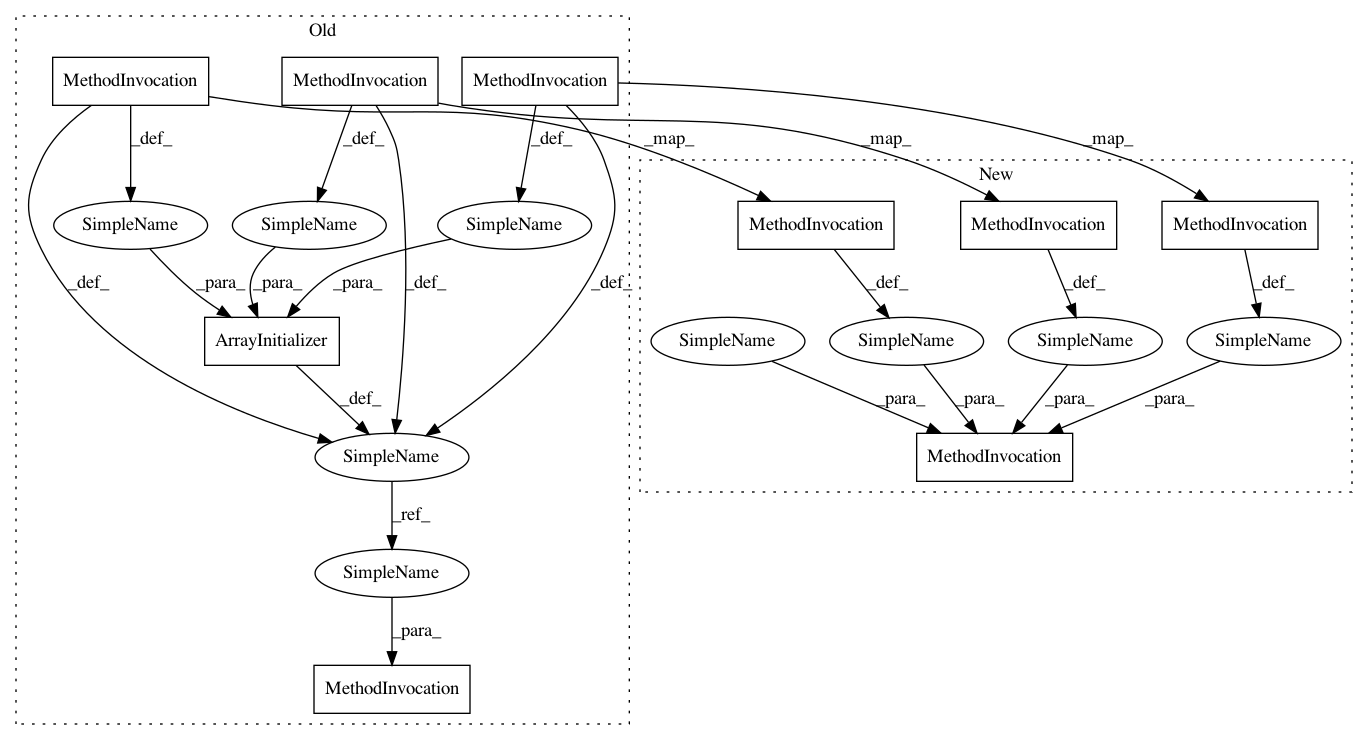 Old
MethodInvocation MethodInvocation MethodInvocation
_def_ _def_ _def_ _map_ _map_ _map_
New
SimpleName SimpleName SimpleName MethodInvocation MethodInvocation MethodInvocation
_def_ _para_ _para_ _para_ _def_ _def_ _def_ _def_ _def_
ArrayInitializer SimpleName SimpleName SimpleName SimpleName
_def_ _para_ _para_ _para_ _para_
SimpleName MethodInvocation
_ref_
SimpleName
_para_
MethodInvocation